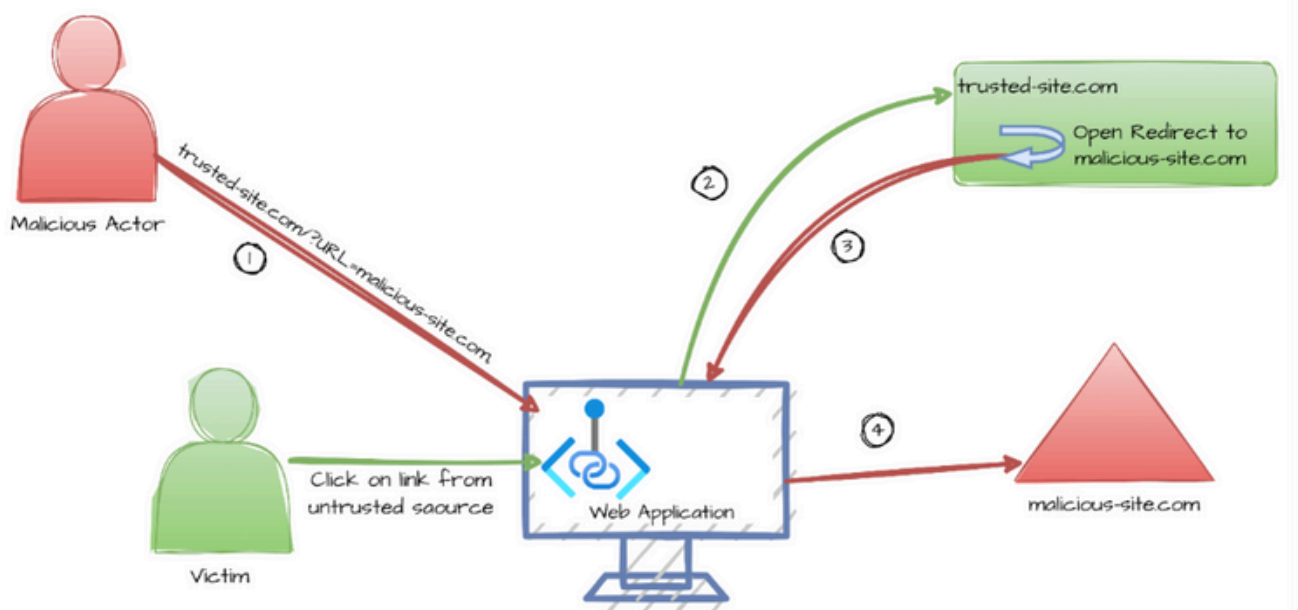 trusted-site.com
Open Redirect to
malicious-site.com
2
trusted-site.com/?URL=malicious-site.com
Malicious Actor
1
3
4
Click on link from
untrusted saource
Web Application
malicious-site.com
Victim